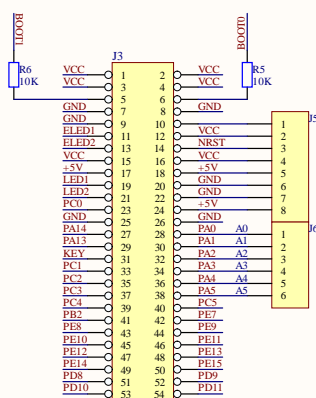 BOOT1
BOOT0
R6
10K
R5
10K
J3
VCC 1 2 VCC
VCC 3 4 VCC
5 6
GND 7 8 GND
J5
GND 9 10 1
ELED1 11 12 VCC 2
ELED2 13 14 NRST 3
VCC 15 16 VCC 4
+5V 17 18 +5V 5
LED1 19 20 GND 6
LED2 21 22 GND 7
PC0 23 24 +5V 8
GND 25 26 GND
J6
PA14 27 28 PA0 A0 1
PA13 29 30 PA1 A1 2
KEY 31 32 PA2 A2 3
PC1 33 34 PA3 A3 4
PC2 35 36 PA4 A4 5
PC3 37 38 PA5 A5 6
PC4 39 40 PC5
PB2 41 42 PE7
PE8 43 44 PE9
PE10 45 46 PE11
PE12 47 48 PE13
PE14 49 50 PE15
PD8 51 52 PD9
PD10 53 54 PD11